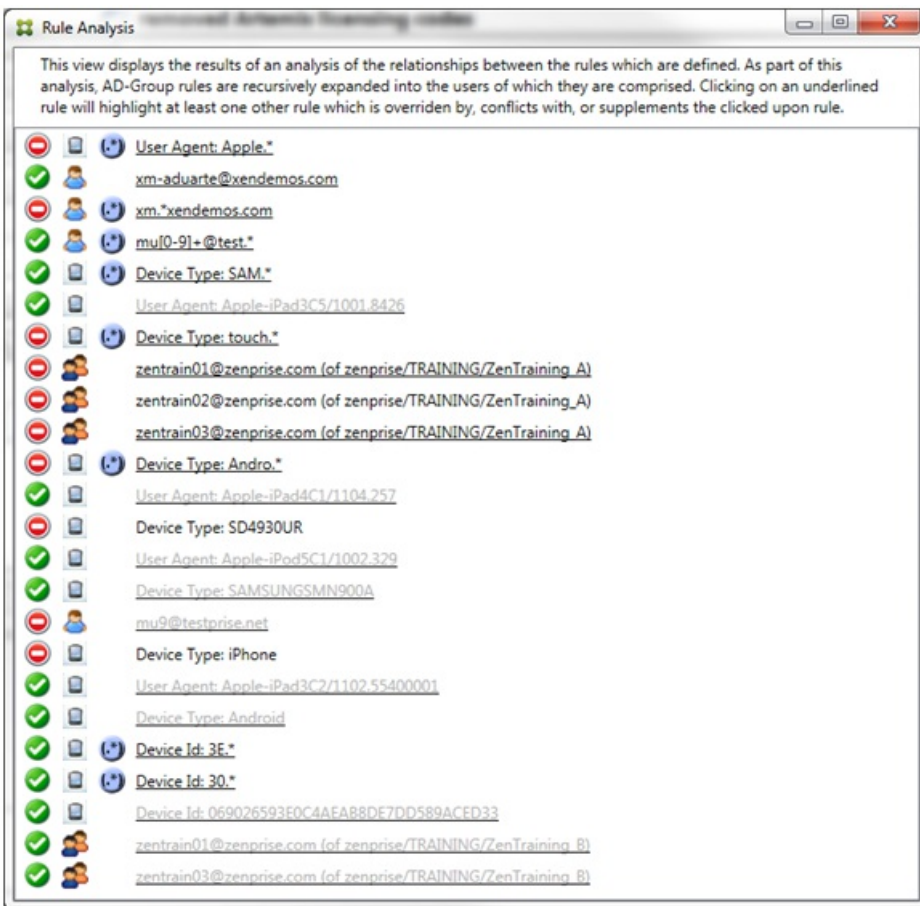 removed Artemis licensing codes
Rule Analysis
This view displays the results of an analysis of the relationships between the rules which are defined. As part of this
analysis, AD-Group rules are recursively expanded into the users of which they are comprised. Clicking on an underlined
rule will highlight at least one other rule which is overriden by, conflicts with, or supplements the clicked upon rule.
(.*) User Agent: Apple.*
xm-aduarte@xendemos.com
(.*) xm.*xendemos.com
(.*) mu[0-9]+@test.*
(.*) Device Type: SAM.*
User Agent: Apple-iPad3C5/1001.8426
(.*) Device Type: touch.*
zentrain01@zenprise.com (of zenprise/TRAINING/ZenTraining_A)
zentrain02@zenprise.com (of zenprise/TRAINING/ZenTraining_A)
zentrain03@zenprise.com (of zenprise/TRAINING/ZenTraining_A)
(.*) Device Type: Andro.*
User Agent: Apple-iPad4C1/1104.257
Device Type: SD4930UR
User Agent: Apple-iPod5C1/1002.329
Device Type: SAMSUNGSMN900A
mu9@testprise.net
Device Type: iPhone
User Agent: Apple-iPad3C2/1102.55400001
Device Type: Android
(.*) Device Id: 3E.*
(.*) Device Id: 30.*
Device Id: 069026593E0C4AEAB8DE7DD589ACED33
zentrain01@zenprise.com (of zenprise/TRAINING/ZenTraining_B)
zentrain03@zenprise.com (of zenprise/TRAINING/ZenTraining_B)